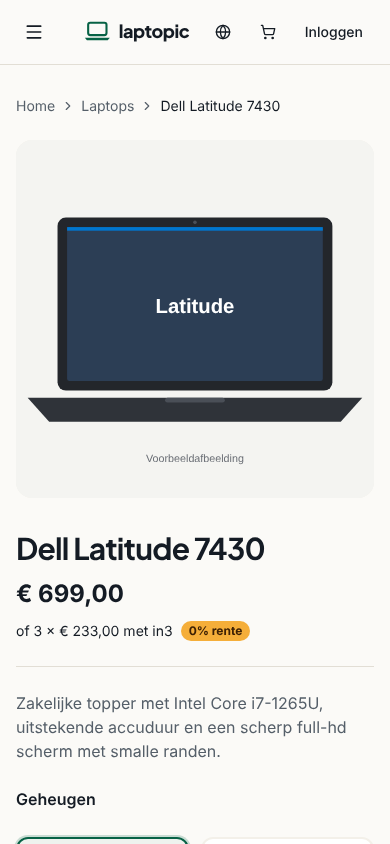 laptopic
Inloggen
Home > Laptops > Dell Latitude 7430
Latitude
Voorbeeldafbeelding
Dell Latitude 7430
€ 699,00
of 3 × € 233,00 met in3 0% rente
Zakelijke topper met Intel Core i7-1265U,
uitstekende accuduur en een scherp full-hd
scherm met smalle randen.
Geheugen